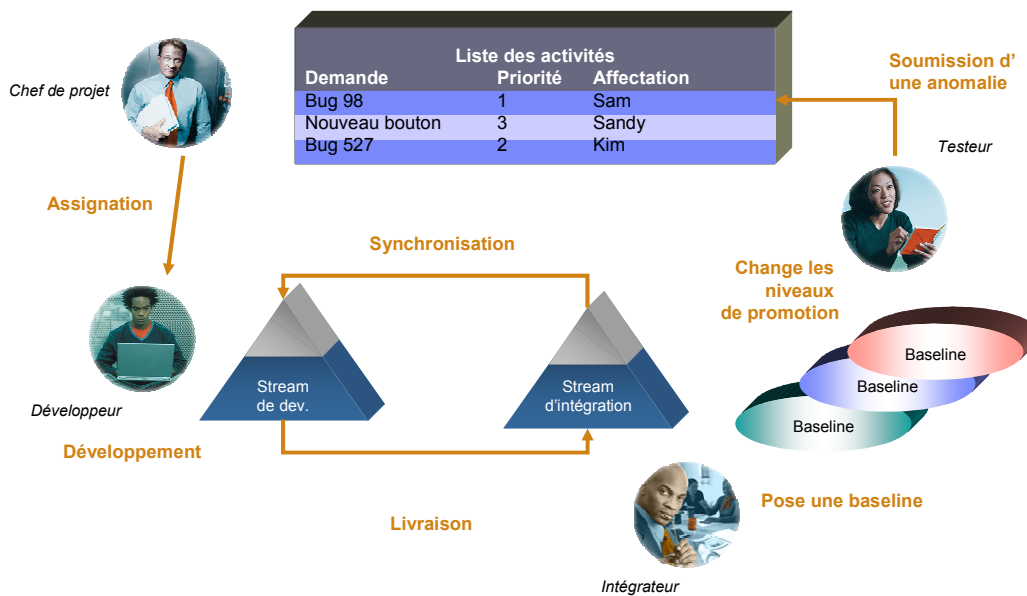 Liste des activités
Demande Priorité Affectation
Bug 98 1 Sam
Nouveau bouton 3 Sandy
Bug 527 2 Kim
Chef de projet
Soumission d’
une anomalie
Testeur
Assignation
Synchronisation
Change les
niveaux
de promotion
Baseline
Baseline
Baseline
Stream
de dev.
Stream
d’intégration
Développeur
Développement
Livraison
Pose une baseline
Intégrateur